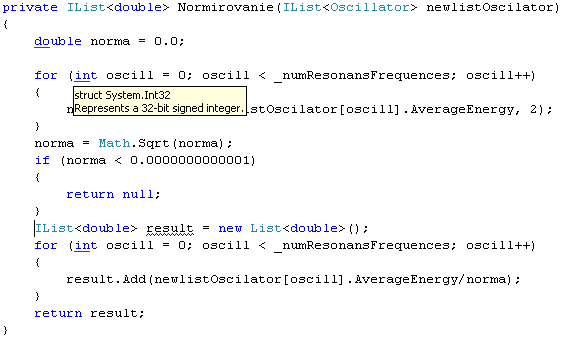 private IList<double> Normirovanie(IList<Oscillator> newlistOscilator)
{
    double norma = 0.0;

    for (int oscill = 0; oscill < _numResonansFrequences; oscill++)
    {
struct System.Int32
Represents a 32-bit signed integer.
        n listOscilator[oscill].AverageEnergy, 2);
    }
    norma = Math.Sqrt(norma);
    if (norma < 0.0000000000001)
    {
        return null;
    }
    IList<double> result = new List<double>();
    for (int oscill = 0; oscill < _numResonansFrequences; oscill++)
    {
        result.Add(newlistOscilator[oscill].AverageEnergy/norma);
    }
    return result;
}